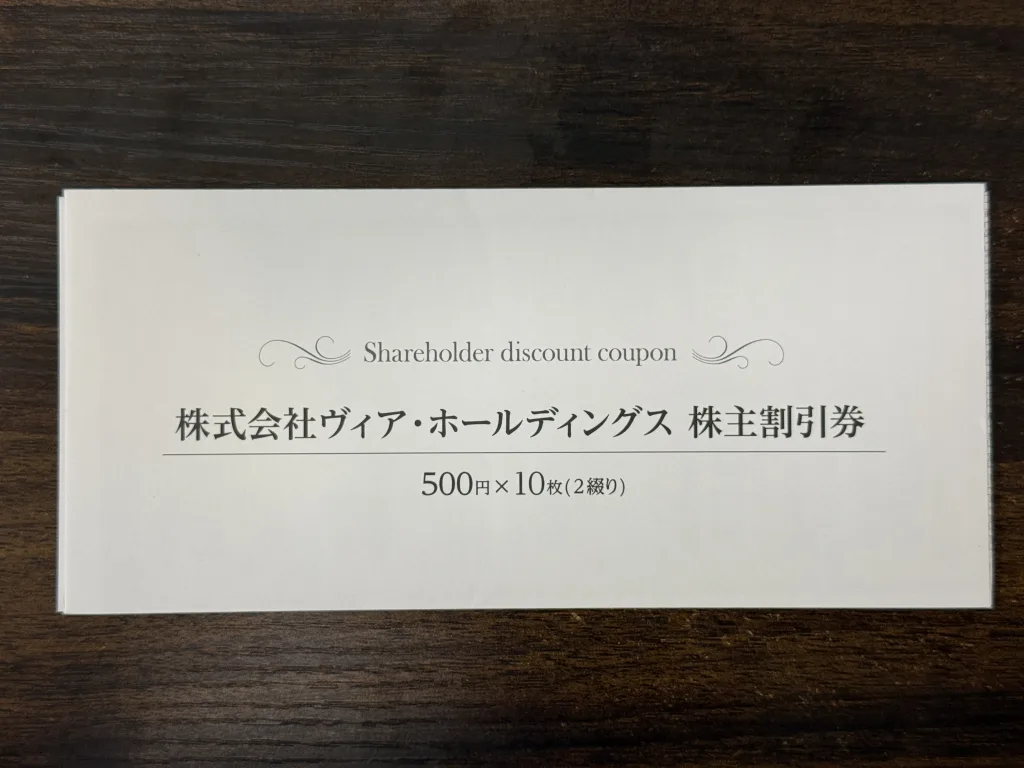 Shareholder discount coupon
株式会社ヴィア・ホールディングス 株主割引券
500円×10枚(2綴り)